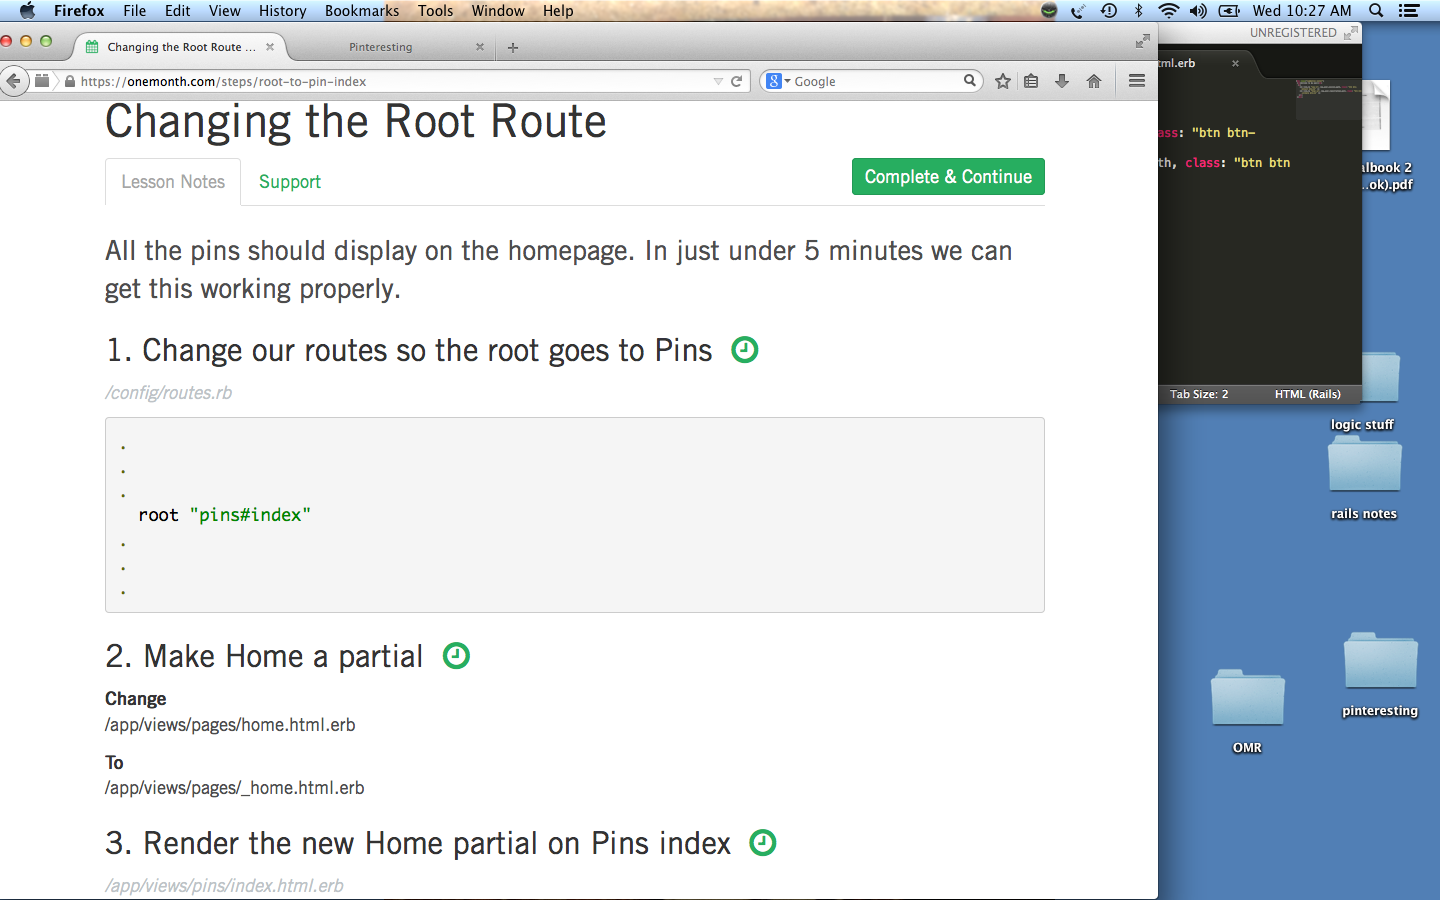 Firefox File Edit View History Bookmarks Tools Window Help Wed 10:27 AM
UNREGISTERED
Changing the Root Route ... Pinteresting
https://onemonth.com/steps/root-to-pin-index Google
Changing the Root Route
Lesson Notes Support Complete & Continue
All the pins should display on the homepage. In just under 5 minutes we can
get this working properly.
1. Change our routes so the root goes to Pins
/config/routes.rb
.
.
.
root "pins#index"
.
.
.
2. Make Home a partial
Change
/app/views/pages/home.html.erb
To
/app/views/pages/_home.html.erb
3. Render the new Home partial on Pins index
/app/views/pins/index.html.erb
tml.erb
ass: "btn btn-
th, class: "btn btn
Tab Size: 2 HTML (Rails)
albook 2
...ok).pdf
logic stuff
rails notes
pinteresting
OMR